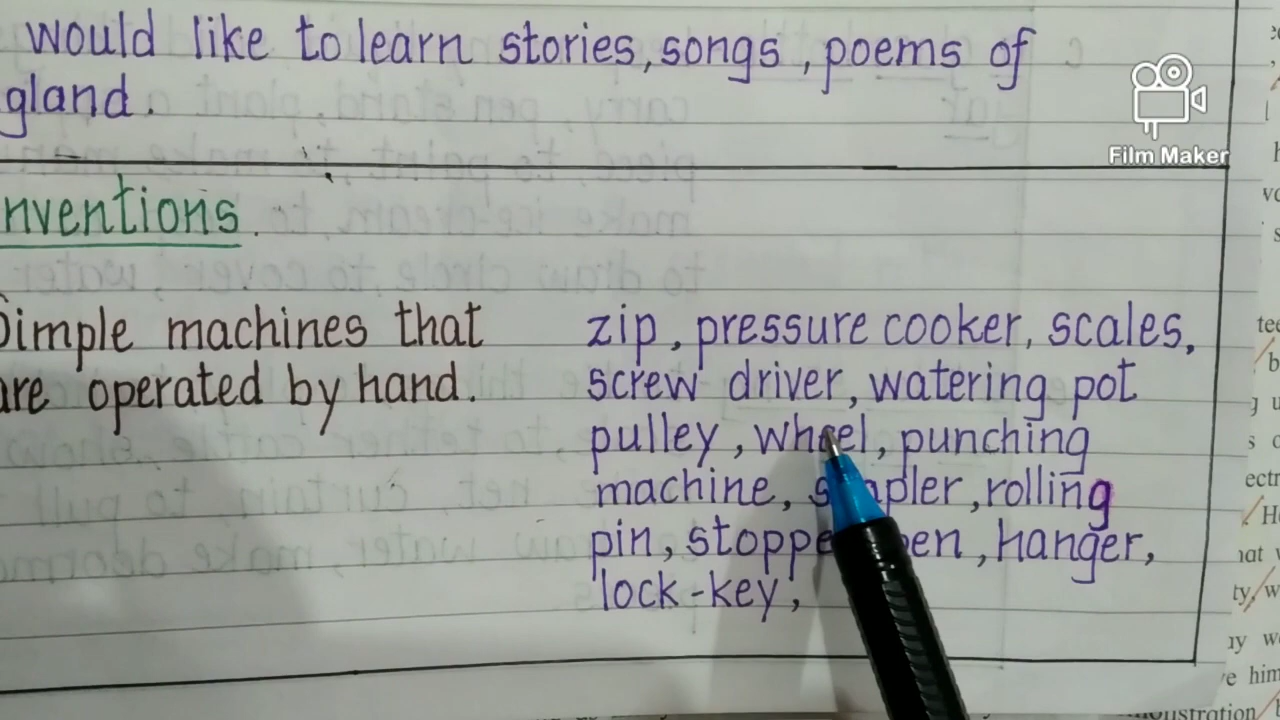 would like to learn stories, songs, poems of
gland.
Film Maker
nventions.
Simple machines that
are operated by hand.
zip, pressure cooker, scales,
screw driver, watering pot
pulley, wheel, punching
machine, rolling
pin, hanger,
lock-key,